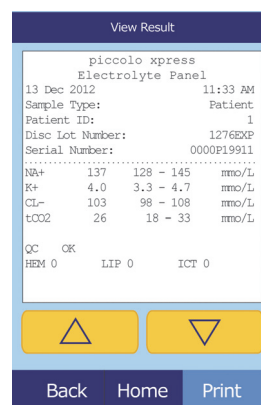 View Result
piccolo xpress
Electrolyte Panel
13 Dec 2012 11:33 AM
Sample Type: Patient
Patient ID: 1
Disc Lot Number: 1276EXP
Serial Number: 0000P19911
NA+ 137 128 - 145 mmo/L
K+ 4.0 3.3 - 4.7 mmo/L
CL- 103 98 - 108 mmo/L
tCO2 26 18 - 33 mmo/L
QC OK
HEM 0 LIP 0 ICT 0
Back Home Print